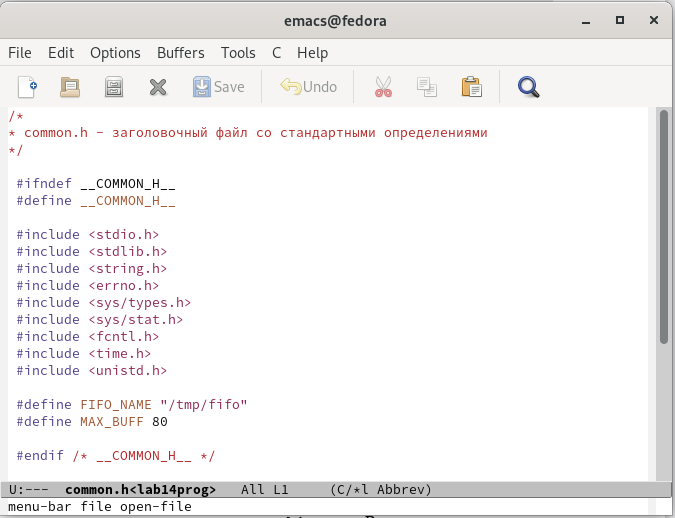 emacs@fedora
File Edit Options Buffers Tools C Help
Save Undo
/*
* common.h - заголовочный файл со стандартными определениями
*/
#ifndef __COMMON_H__
#define __COMMON_H__
#include <stdio.h>
#include <stdlib.h>
#include <string.h>
#include <errno.h>
#include <sys/types.h>
#include <sys/stat.h>
#include <fcntl.h>
#include <time.h>
#include <unistd.h>
#define FIFO_NAME "/tmp/fifo"
#define MAX_BUFF 80
#endif /* __COMMON_H__ */
U:--- common.h<lab14prog> All L1 (C/*l Abbrev)
menu-bar file open-file